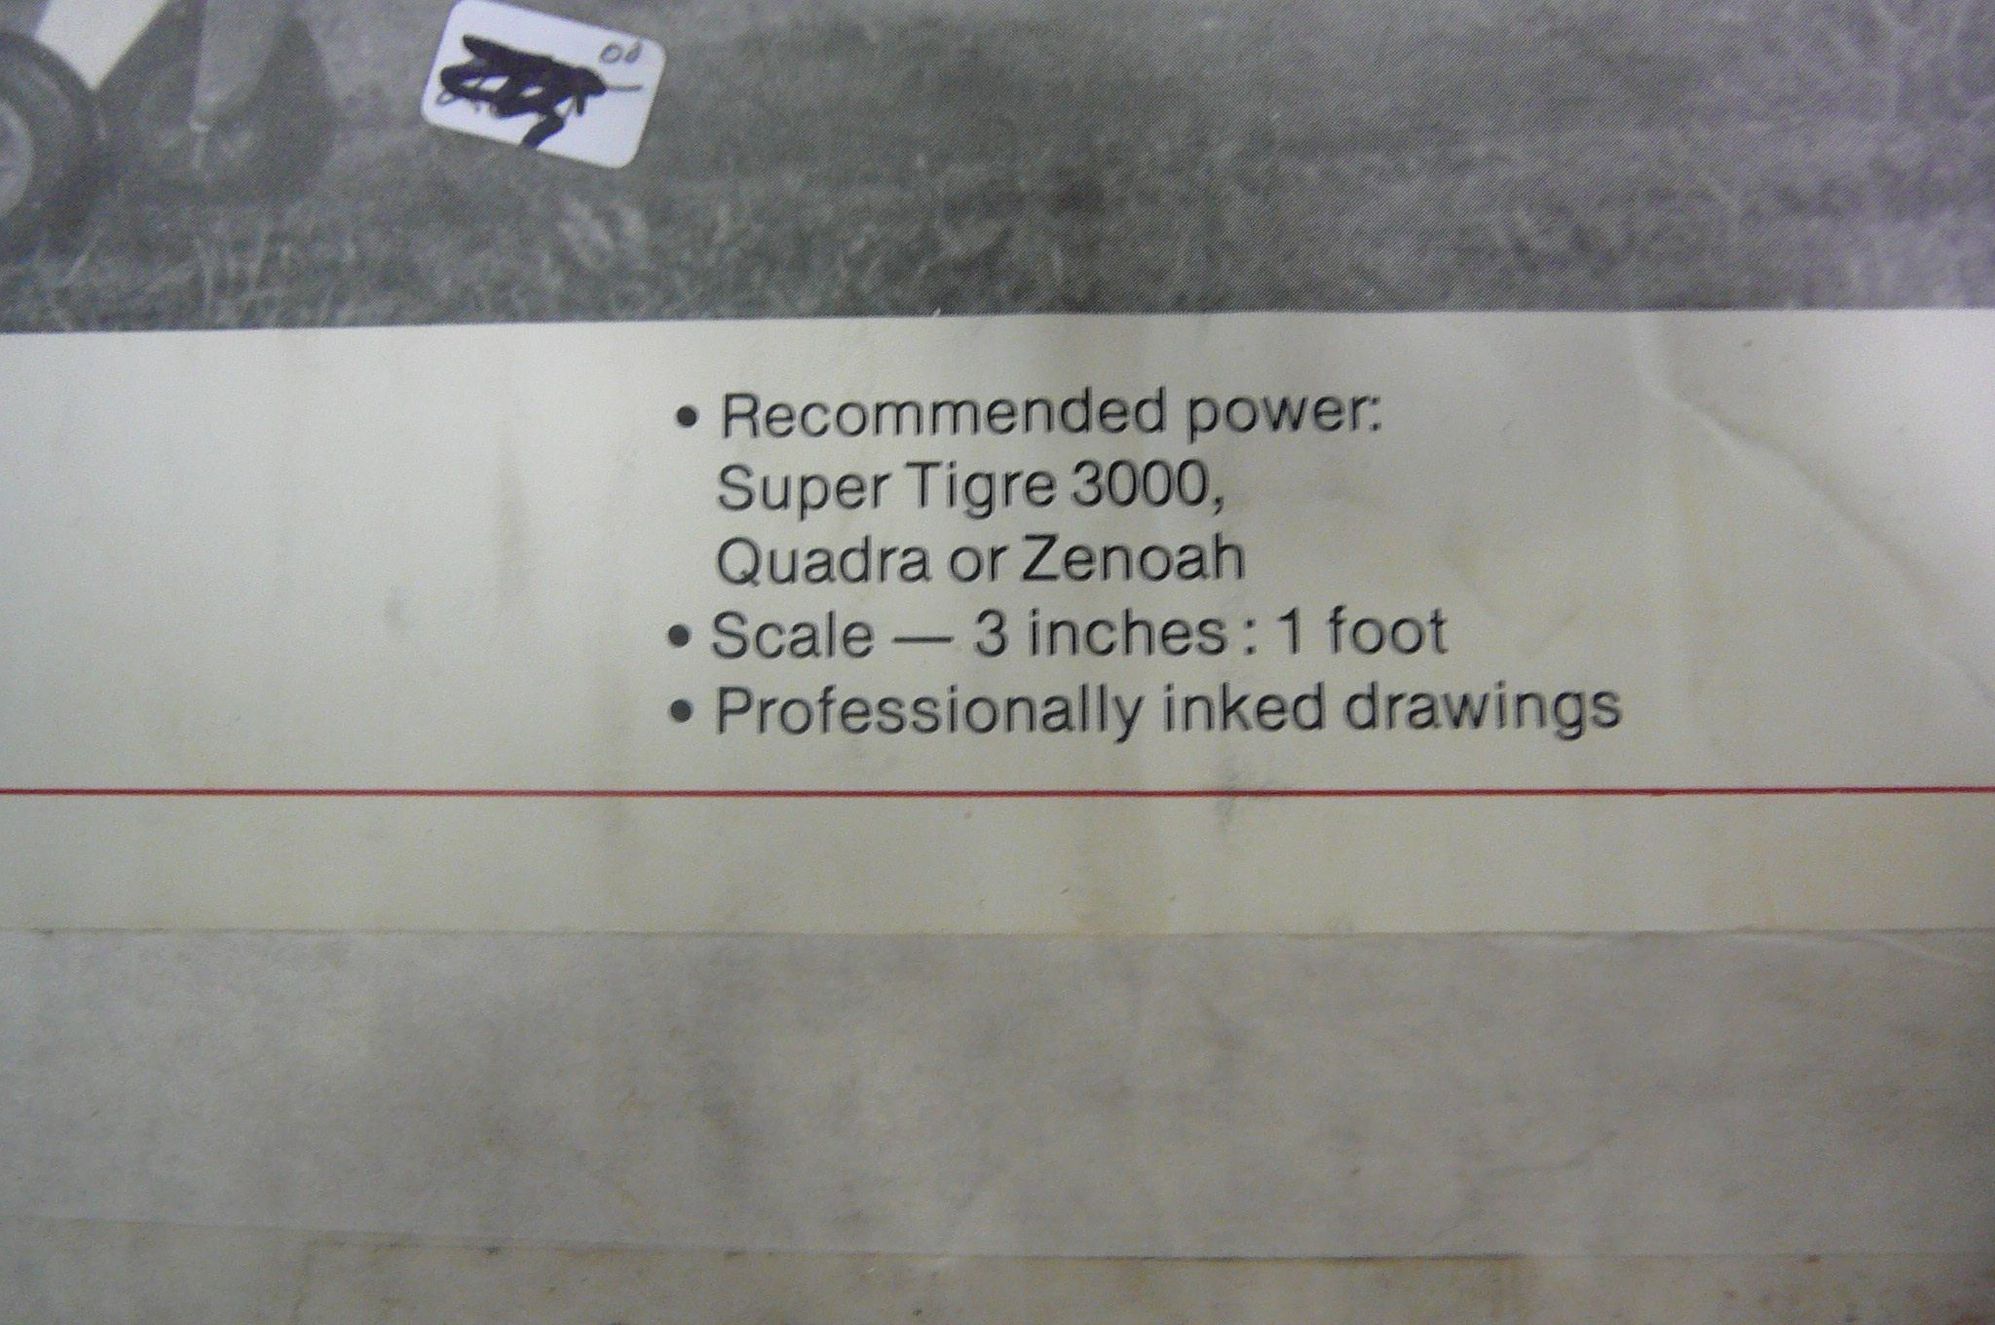 • Recommended power:
Super Tigre 3000,
Quadra or Zenoah
• Scale — 3 inches : 1 foot
• Professionally inked drawings